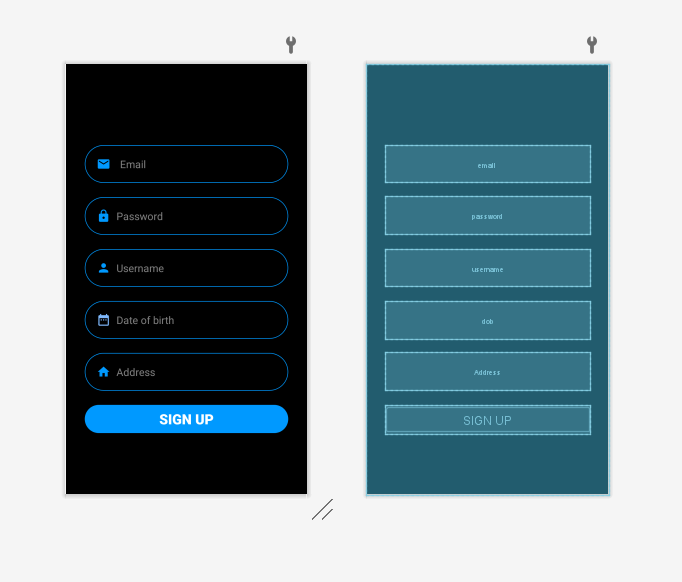 Email
Password
Username
Date of birth
Address
SIGN UP
email
password
username
dob
Address
SIGN UP